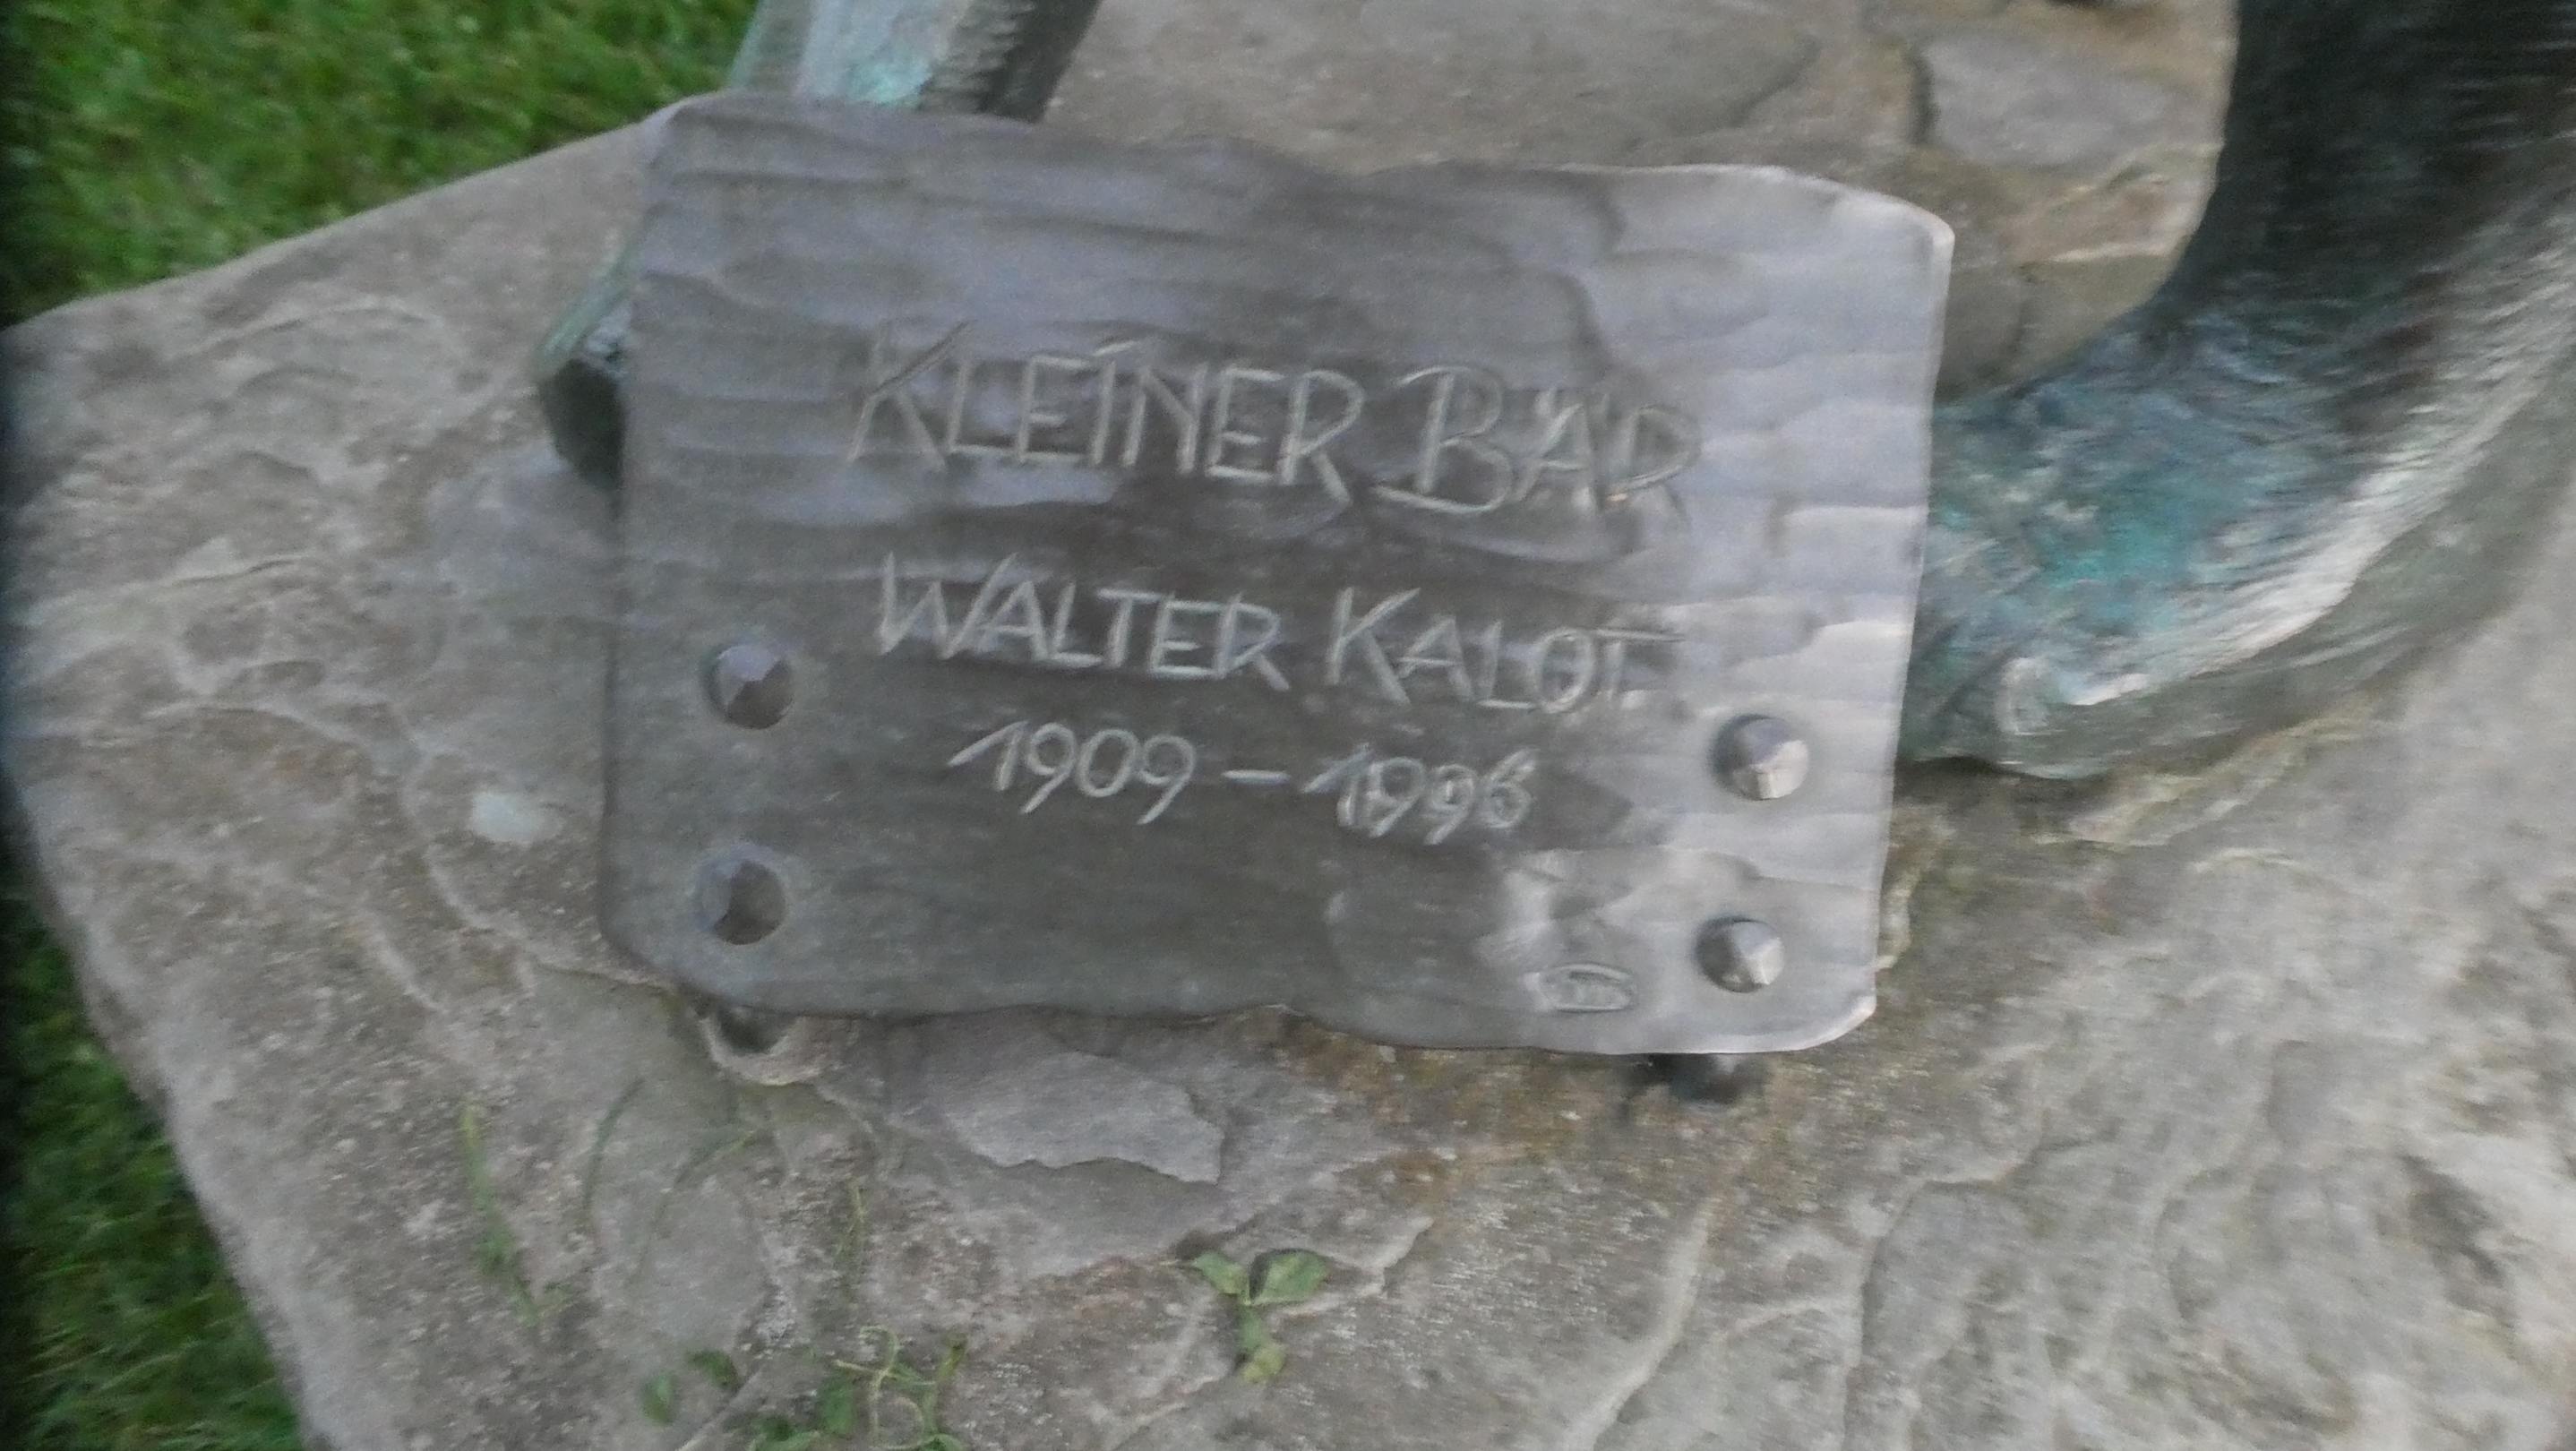 KLEINER BÄR
WALTER KALOT
1909 – 1996